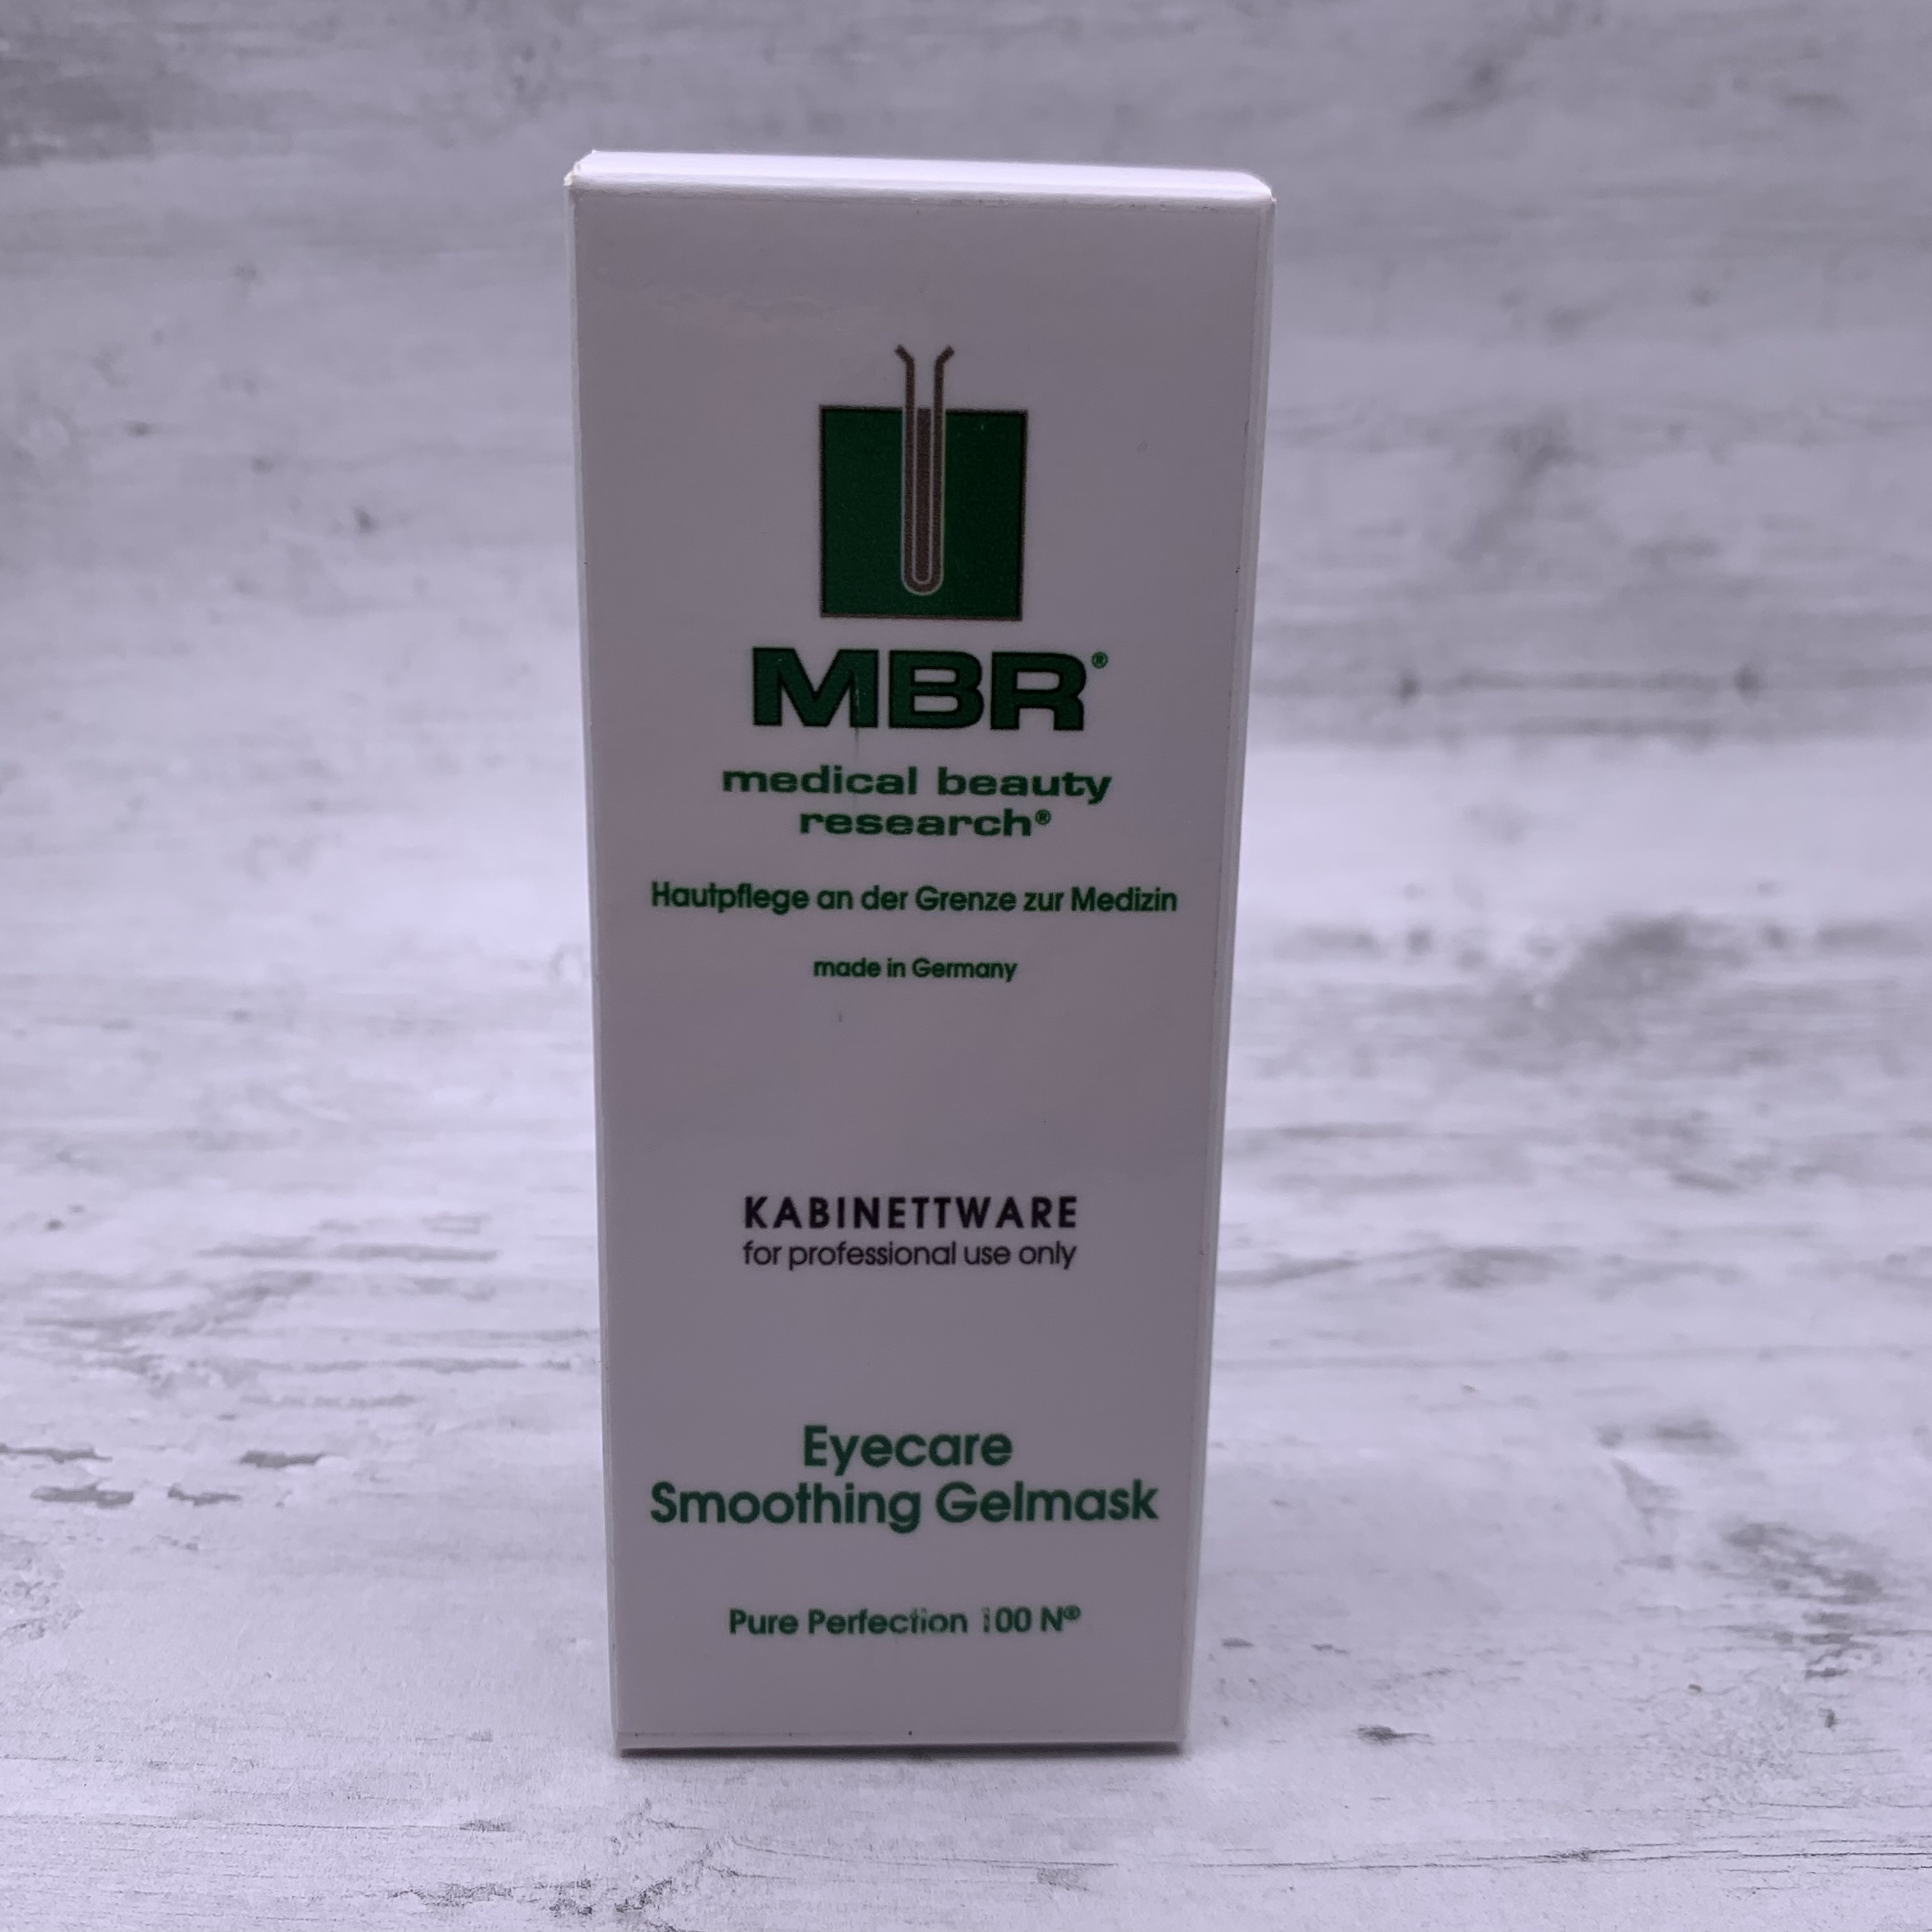 MBR®
medical beauty
research®
Hautpflege an der Grenze zur Medizin
made in Germany
KABINETTWARE
for professional use only
Eyecare
Smoothing Gelmask
Pure Perfection 100 N®